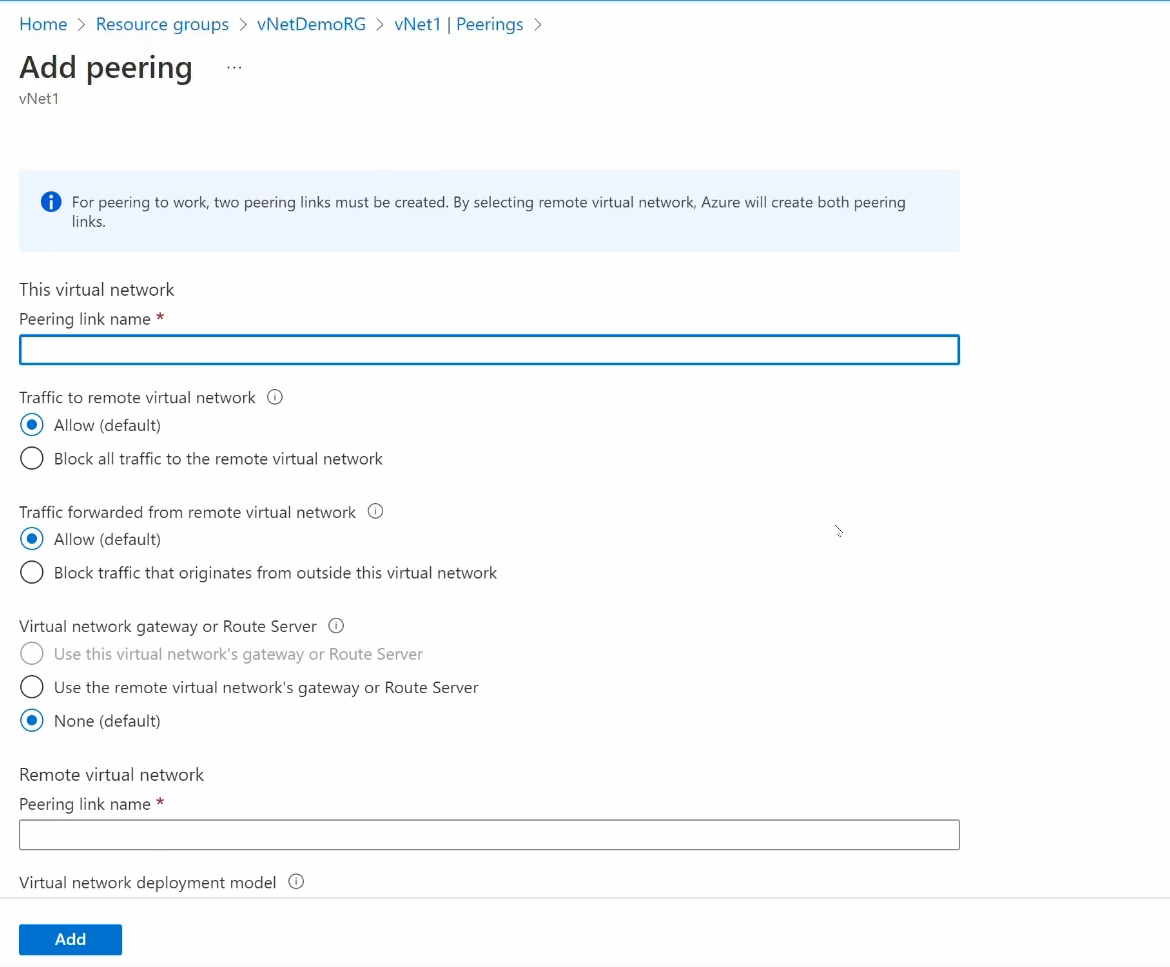 Home > Resource groups > vNetDemoRG > vNet1 | Peerings >
Add peering ...
vNet1
For peering to work, two peering links must be created. By selecting remote virtual network, Azure will create both peering
links.
This virtual network
Peering link name *
Traffic to remote virtual network
Allow (default)
Block all traffic to the remote virtual network
Traffic forwarded from remote virtual network
Allow (default)
Block traffic that originates from outside this virtual network
Virtual network gateway or Route Server
Use this virtual network's gateway or Route Server
Use the remote virtual network's gateway or Route Server
None (default)
Remote virtual network
Peering link name *
Virtual network deployment model
Add